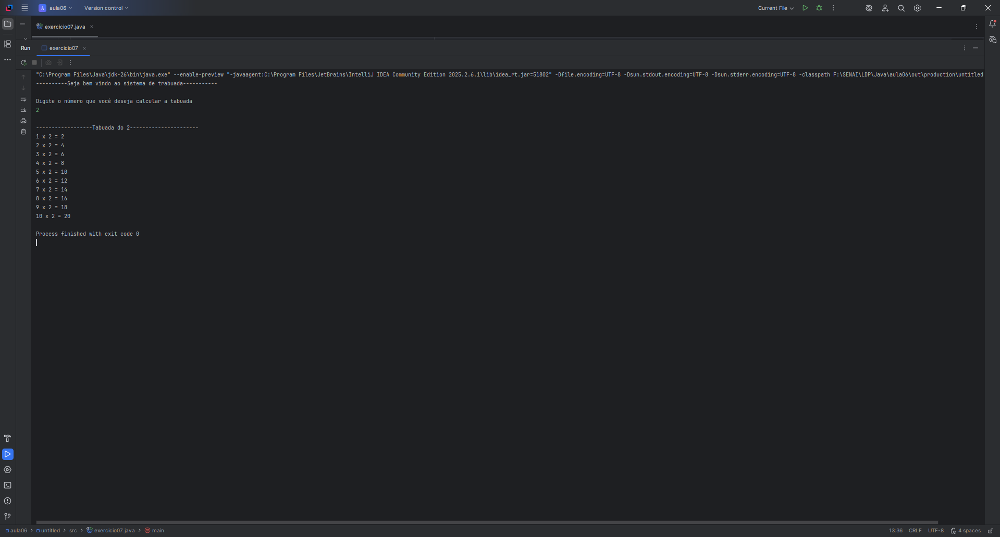 A aula06 Version control Current File
exercicio07.java
Run exercicio07
"C:\Program Files\Java\jdk-26\bin\java.exe" --enable-preview "-javaagent:C:\Program Files\JetBrains\IntelliJ IDEA Community Edition 2025.2.6.1\lib\idea_rt.jar=51802" -Dfile.encoding=UTF-8 -Dsun.stdout.encoding=UTF-8 -Dsun.stderr.encoding=UTF-8 -classpath F:\SENAI\LDP\Java\aula06\out\production\untitled
----------Seja bem vindo ao sistema de trabuada-----------
Digite o número que você deseja calcular a tabuada
2
------------------Tabuada do 2----------------------
1 x 2 = 2
2 x 2 = 4
3 x 2 = 6
4 x 2 = 8
5 x 2 = 10
6 x 2 = 12
7 x 2 = 14
8 x 2 = 16
9 x 2 = 18
10 x 2 = 20
Process finished with exit code 0
aula06 > untitled > src > exercicio07.java > main 13:36 CRLF UTF-8 4 spaces